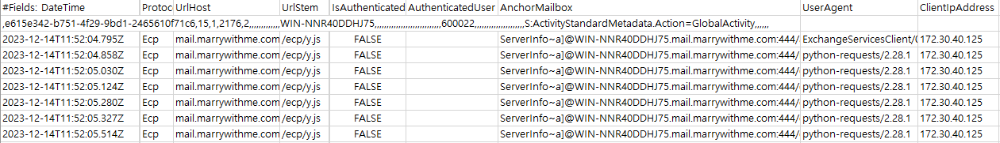 #Fields: DateTime Protoc UrlHost UrlStem IsAuthenticated AuthenticatedUser AnchorMailbox UserAgent ClientIpAddress
,e615e342-b751-4f29-9bd1-2465610f71c6,15,1,2176,2,,,,,,,,,,,,,WIN-NNR40DDHJ75,,,,,,,,,,,,,,,,,,,,,,,,,,,600022,,,,,,,,,,,,,,,,,,,,S:ActivityStandardMetadata.Action=GlobalActivity,,,,,,
2023-12-14T11:52:04.795Z Ecp mail.marrywithme.com /ecp/y.js FALSE ServerInfo~a]@WIN-NNR40DDHJ75.mail.marrywithme.com:444/ ExchangeServicesClient/ 172.30.40.125
2023-12-14T11:52:04.858Z Ecp mail.marrywithme.com /ecp/y.js FALSE ServerInfo~a]@WIN-NNR40DDHJ75.mail.marrywithme.com:444/ python-requests/2.28.1 172.30.40.125
2023-12-14T11:52:05.030Z Ecp mail.marrywithme.com /ecp/y.js FALSE ServerInfo~a]@WIN-NNR40DDHJ75.mail.marrywithme.com:444/ python-requests/2.28.1 172.30.40.125
2023-12-14T11:52:05.124Z Ecp mail.marrywithme.com /ecp/y.js FALSE ServerInfo~a]@WIN-NNR40DDHJ75.mail.marrywithme.com:444/ python-requests/2.28.1 172.30.40.125
2023-12-14T11:52:05.280Z Ecp mail.marrywithme.com /ecp/y.js FALSE ServerInfo~a]@WIN-NNR40DDHJ75.mail.marrywithme.com:444/ python-requests/2.28.1 172.30.40.125
2023-12-14T11:52:05.327Z Ecp mail.marrywithme.com /ecp/y.js FALSE ServerInfo~a]@WIN-NNR40DDHJ75.mail.marrywithme.com:444/ python-requests/2.28.1 172.30.40.125
2023-12-14T11:52:05.514Z Ecp mail.marrywithme.com /ecp/y.js FALSE ServerInfo~a]@WIN-NNR40DDHJ75.mail.marrywithme.com:444/ python-requests/2.28.1 172.30.40.125